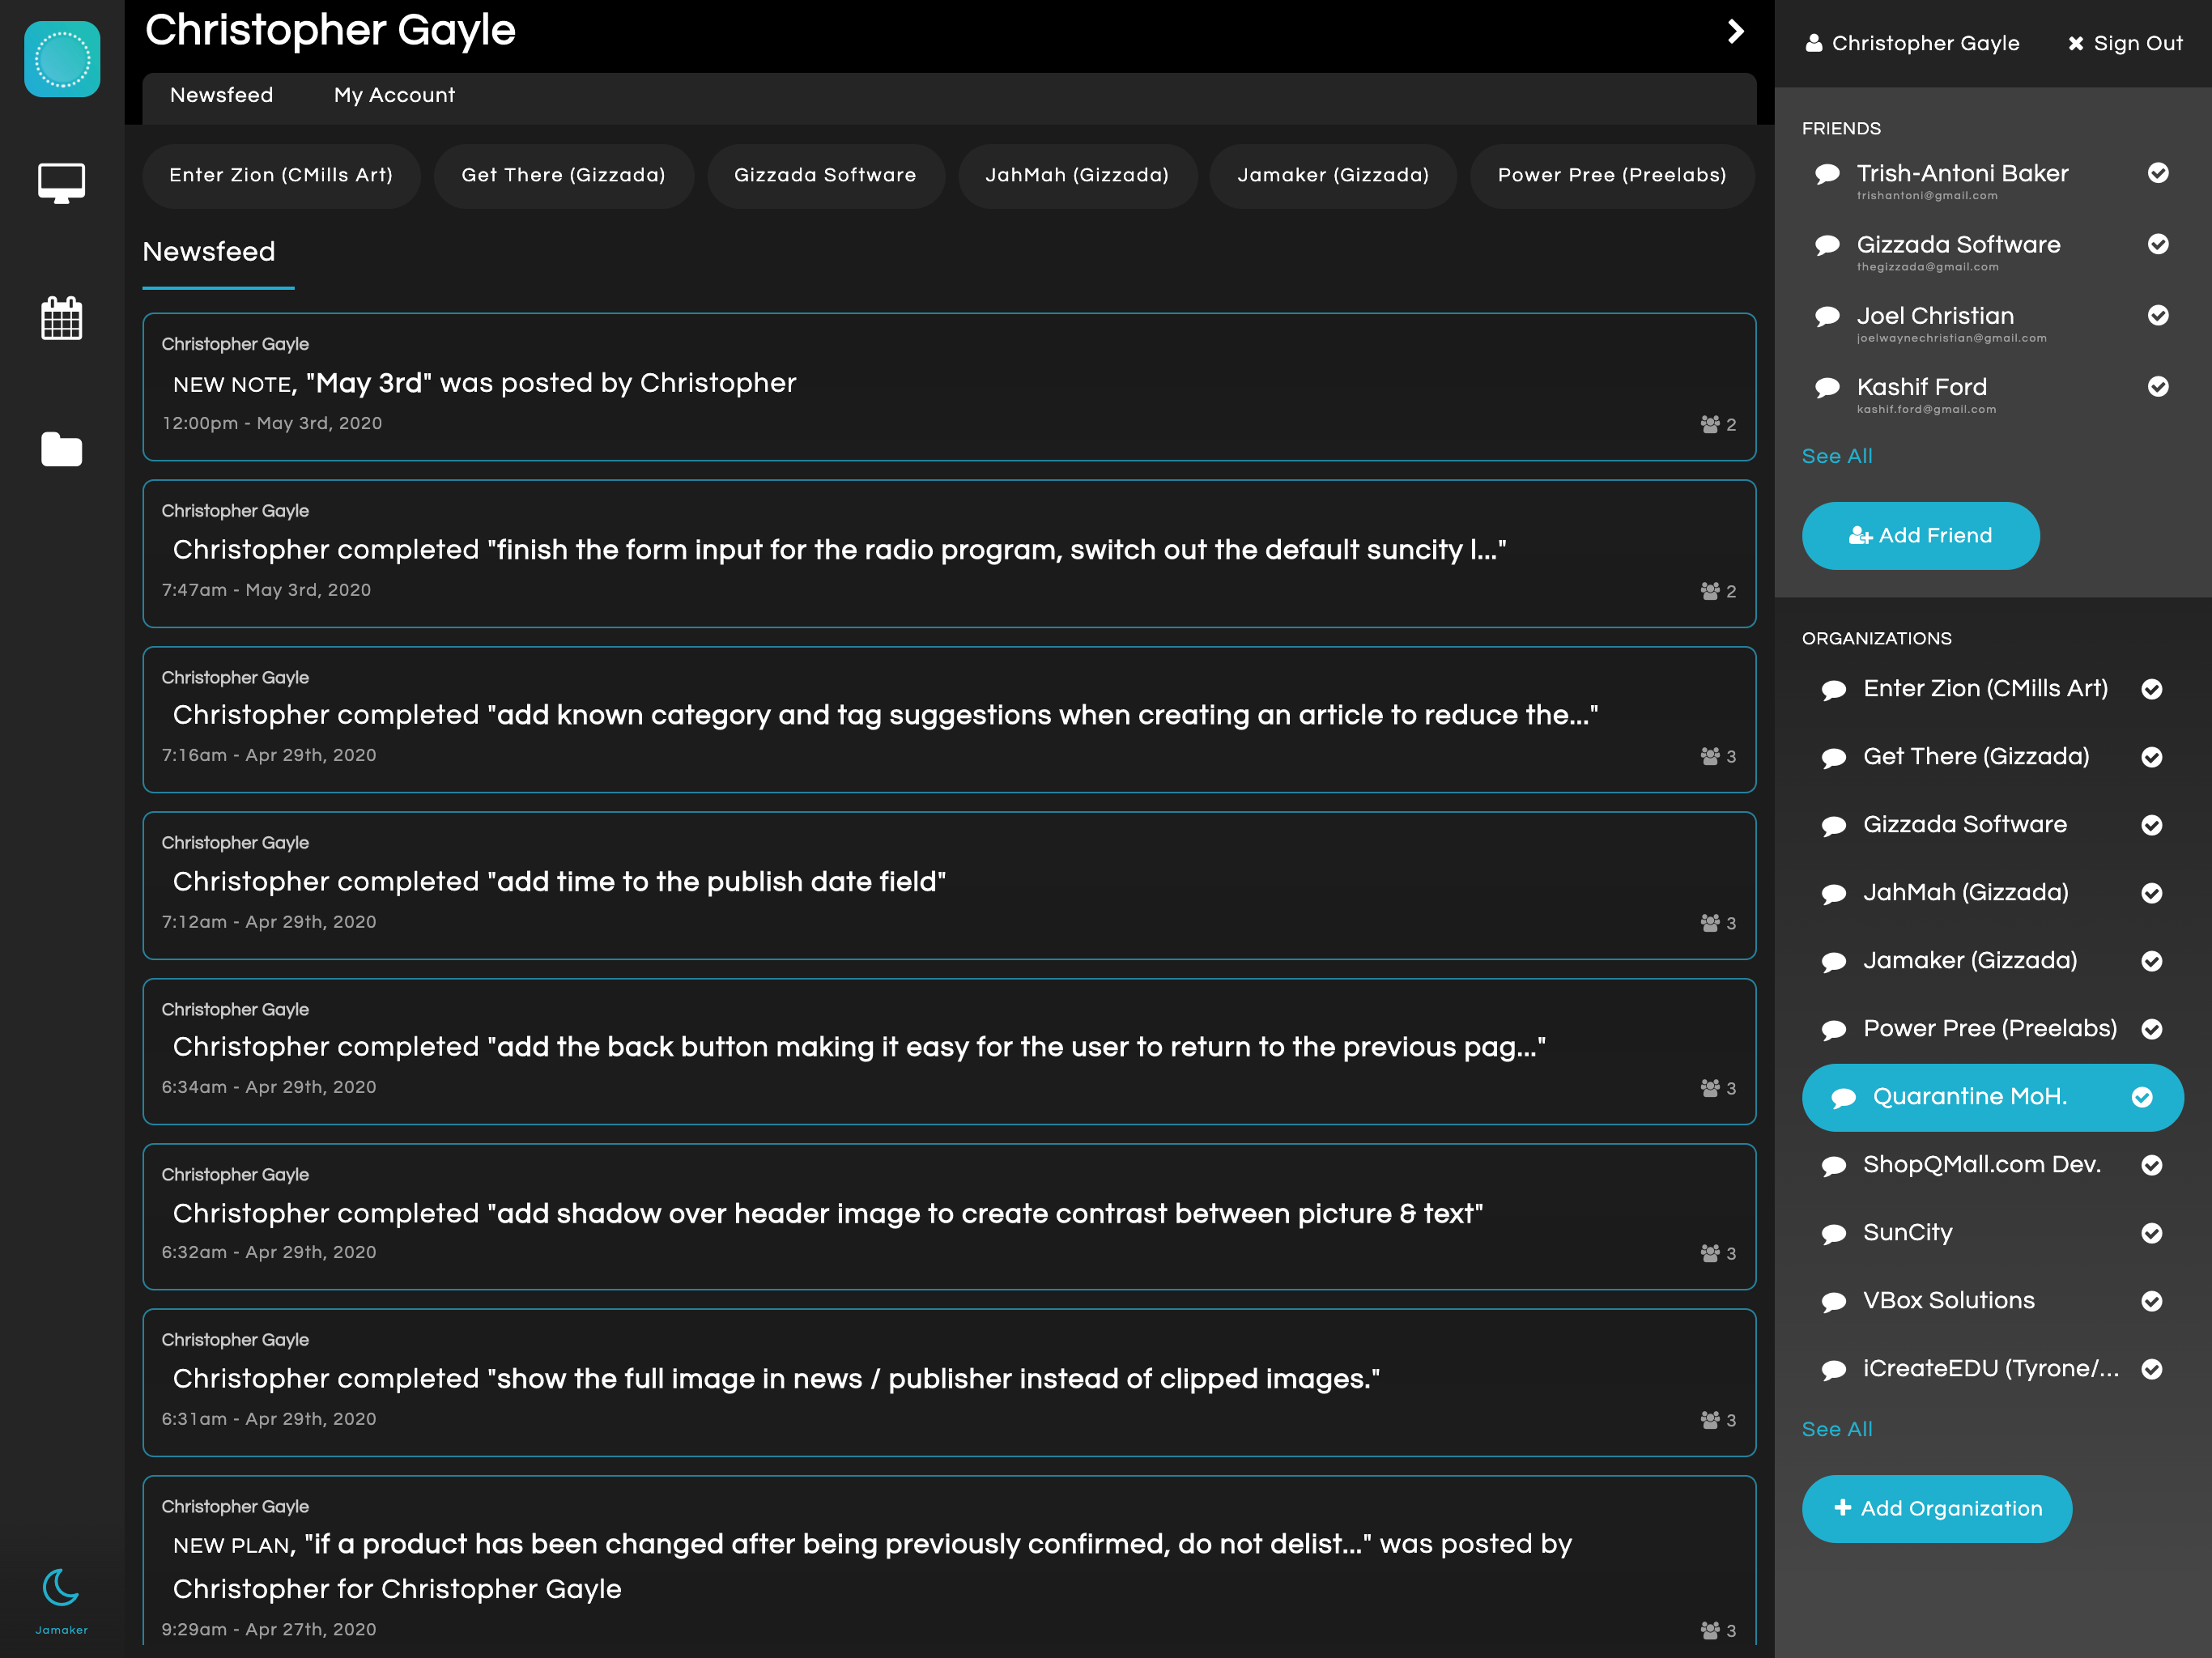 Christopher Gayle
Newsfeed
My Account
Enter Zion (CMills Art)
Get There (Gizzada)
Gizzada Software
JahMah (Gizzada)
Jamaker (Gizzada)
Power Pree (Preelabs)
Newsfeed
Christopher Gayle
NEW NOTE, "May 3rd" was posted by Christopher
12:00pm - May 3rd, 2020
2
Christopher Gayle
Christopher completed "finish the form input for the radio program, switch out the default suncity l..."
7:47am - May 3rd, 2020
2
Christopher Gayle
Christopher completed "add known category and tag suggestions when creating an article to reduce the..."
7:16am - Apr 29th, 2020
3
Christopher Gayle
Christopher completed "add time to the publish date field"
7:12am - Apr 29th, 2020
3
Christopher Gayle
Christopher completed "add the back button making it easy for the user to return to the previous pag..."
6:34am - Apr 29th, 2020
3
Christopher Gayle
Christopher completed "add shadow over header image to create contrast between picture & text"
6:32am - Apr 29th, 2020
3
Christopher Gayle
Christopher completed "show the full image in news / publisher instead of clipped images."
6:31am - Apr 29th, 2020
3
Christopher Gayle
NEW PLAN, "if a product has been changed after being previously confirmed, do not delist..." was posted by
Christopher for Christopher Gayle
9:29am - Apr 27th, 2020
3
Jamaker
Christopher Gayle
Sign Out
FRIENDS
Trish-Antoni Baker
trishantoni@gmail.com
Gizzada Software
thegizzada@gmail.com
Joel Christian
joelwaynechristian@gmail.com
Kashif Ford
kashif.ford@gmail.com
See All
Add Friend
ORGANIZATIONS
Enter Zion (CMills Art)
Get There (Gizzada)
Gizzada Software
JahMah (Gizzada)
Jamaker (Gizzada)
Power Pree (Preelabs)
Quarantine MoH.
ShopQMall.com Dev.
SunCity
VBox Solutions
iCreateEDU (Tyrone/...
See All
Add Organization